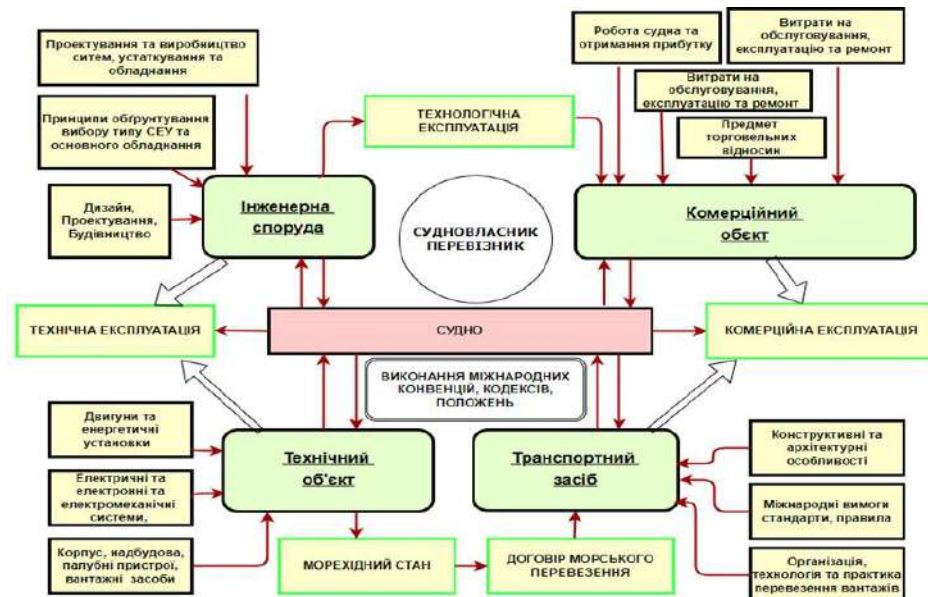 Проектування та виробництво
ситем, устаткування та
обладнання
Робота судна та
отримання прибутку
Витрати на
обслуговування,
експлуатацію та ремонт
Витрати на
обслуговування,
експлуатацію та ремонт
Принципи обґрунтування
вибору типу СЕУ та
основного обладнання
ТЕХНОЛОГІЧНА
ЕКСПЛУАТАЦІЯ
Предмет
торговельних
відносин
Дизайн,
Проектування,
Будівництво
Інженерна
споруда
СУДНОВЛАСНИК
ПЕРЕВІЗНИК
Комерційний
обєкт
ТЕХНІЧНА ЕКСПЛУАТАЦІЯ
СУДНО
КОМЕРЦІЙНА ЕКСПЛУАТАЦІЯ
ВИКОНАННЯ МІЖНАРОДНИХ
КОНВЕНЦІЙ, КОДЕКСІВ,
ПОЛОЖЕНЬ
Двигуни та
енергетичні
установки
Технічний
об'єкт
Транспортний
засіб
Конструктивні та
архітектурні
особливості
Електричні та
електронні та
електромеханічні
системи,
Міжнародні вимоги
стандарти, правила
Корпус, надбудова,
палубні пристрої,
вантажні засоби
МОРЕХІДНИЙ СТАН
ДОГОВІР МОРСЬКОГО
ПЕРЕВЕЗЕННЯ
Організація,
технологія та практика
перевезення вантажів